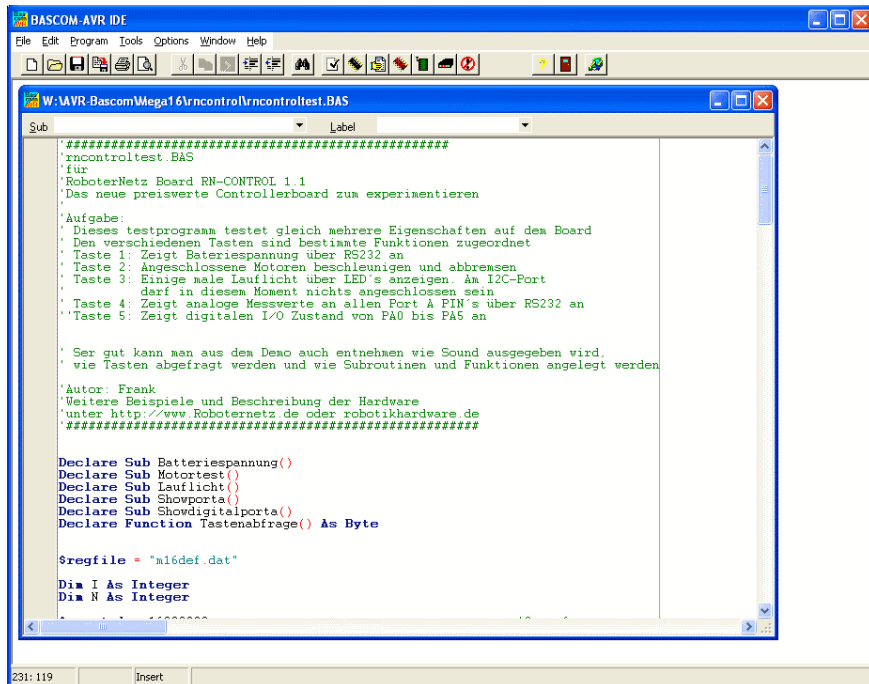 BASCOM-AVR IDE
File Edit Program Tools Options Window Help
W:\AVR-Bascom\Mega16\rncontrol\rncontroltest.BAS
Sub Label
'###################################################
'rncontroltest.BAS
'für
'RoboterNetz Board RN-CONTROL 1.1
'Das neue preiswerte Controllerboard zum experimentieren
'
'Aufgabe:
' Dieses testprogramm testet gleich mehrere Eigenschaften auf dem Board
' Den verschiedenen Tasten sind bestimmte Funktionen zugeordnet
' Taste 1: Zeigt Bateriespannung über RS232 an
' Taste 2: Angeschlossene Motoren beschleunigen und abbremsen
' Taste 3: Einige male Lauflicht über LED´s anzeigen. Am I2C-Port
' darf in diesem Moment nichts angeschlossen sein
' Taste 4: Zeigt analoge Messwerte an allen Port A PIN´s über RS232 an
''Taste 5: Zeigt digitalen I/O Zustand von PA0 bis PA5 an
' Ser gut kann man aus dem Demo auch entnehmen wie Sound ausgegeben wird,
' wie Tasten abgefragt werden und wie Subroutinen und Funktionen angelegt werden
'Autor: Frank
'Weitere Beispiele und Beschreibung der Hardware
'unter http://www.Roboternetz.de oder robotikhardware.de
'#######################################################
Declare Sub Batteriespannung()
Declare Sub Motortest()
Declare Sub Lauflicht()
Declare Sub Showporta()
Declare Sub Showdigitalporta()
Declare Function Tastenabfrage() As Byte
$regfile = "m16def.dat"
Dim I As Integer
Dim N As Integer
231: 119 Insert